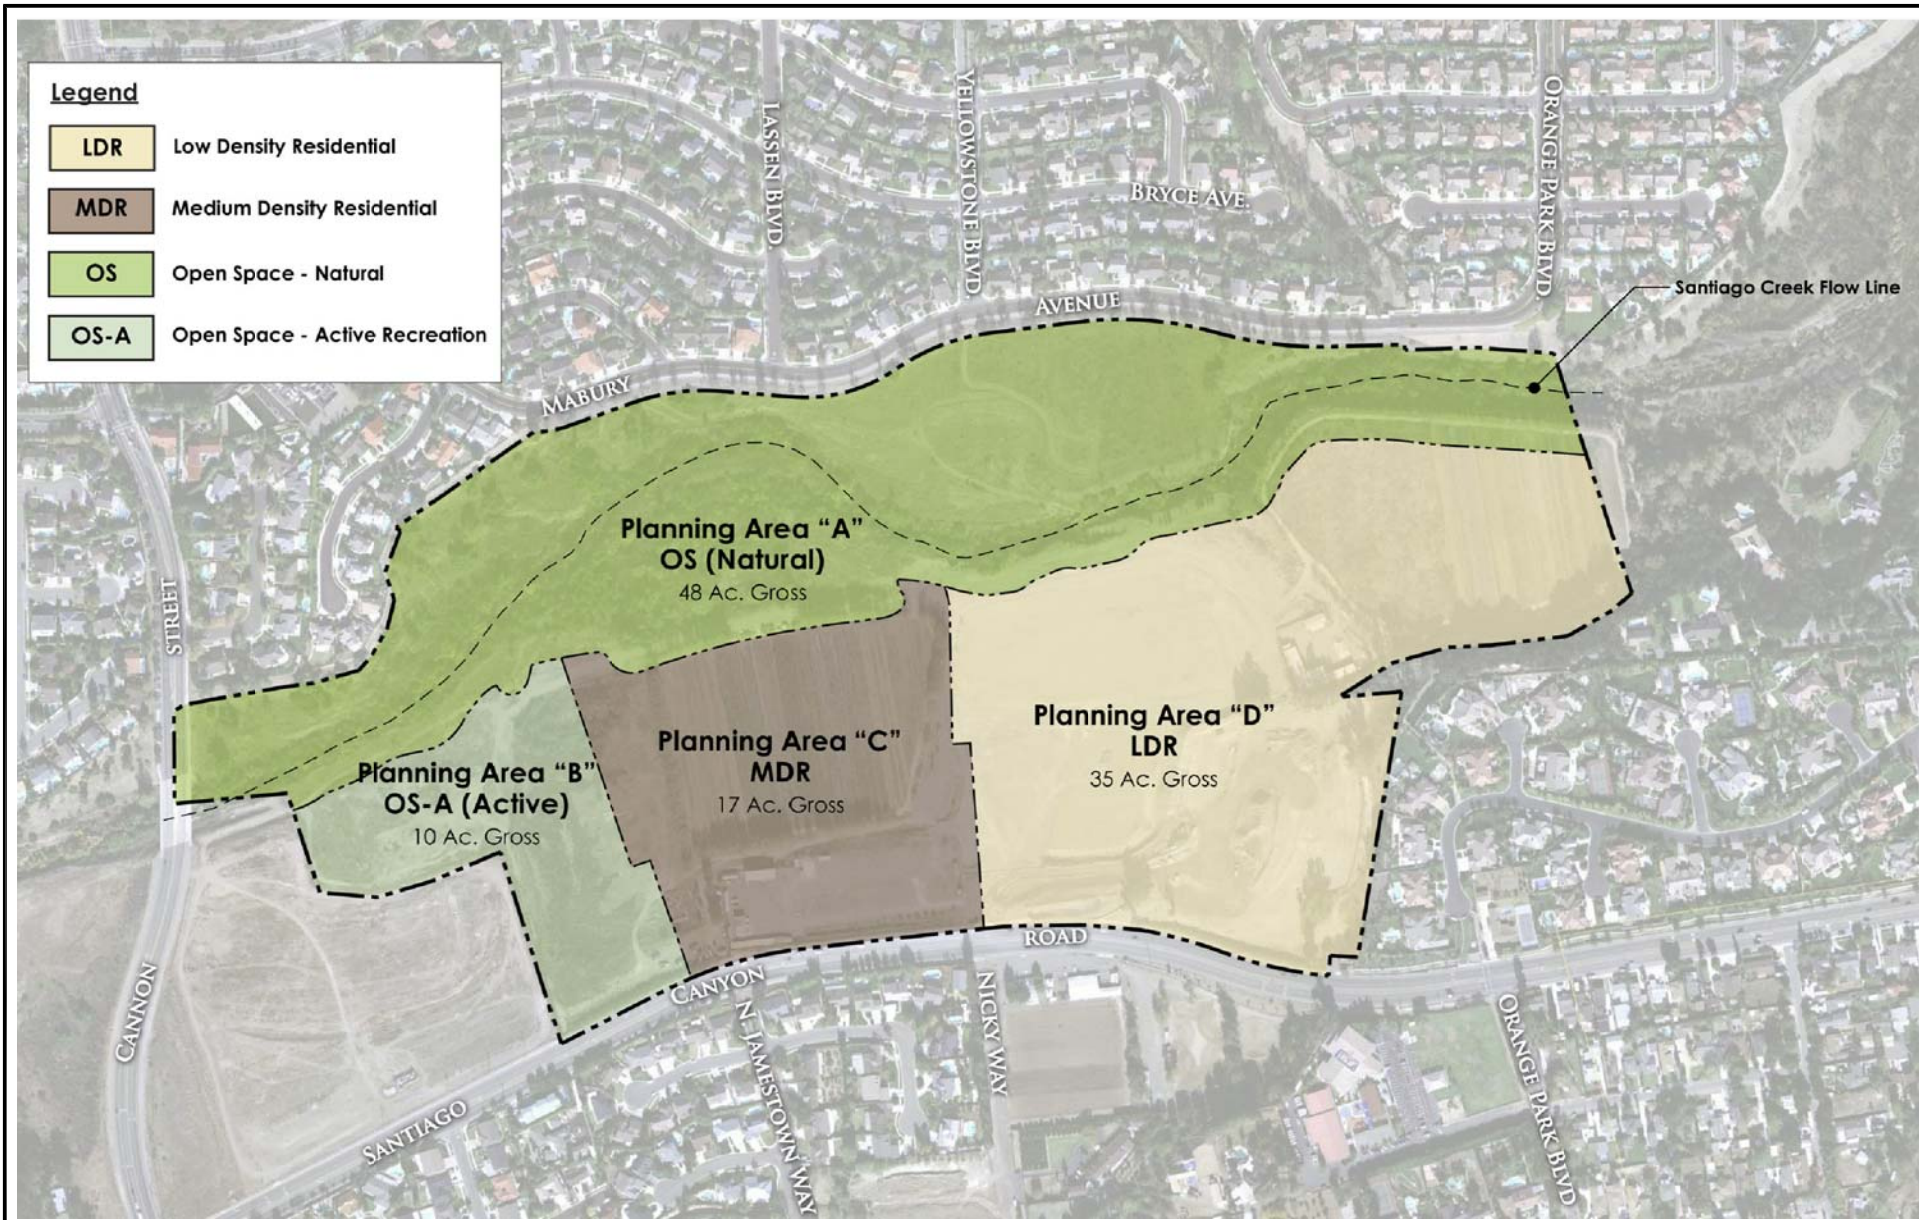 Legend
LDR Low Density Residential
MDR Medium Density Residential
OS Open Space - Natural
OS-A Open Space - Active Recreation
LASSEN BLVD
YELLOWSTONE BLVD.
BRYCE AVE.
ORANGE PARK BLVD.
Santiago Creek Flow Line
MABURY
AVENUE
Planning Area “A”
OS (Natural)
48 Ac. Gross
STREET
CANNON
Planning Area “B”
OS-A (Active)
10 Ac. Gross
Planning Area “C”
MDR
17 Ac. Gross
Planning Area “D”
LDR
35 Ac. Gross
SANTIAGO
CANYON
ROAD
N. JAMESTOWN WAY
NICKY WAY
ORANGE PARK BLVD